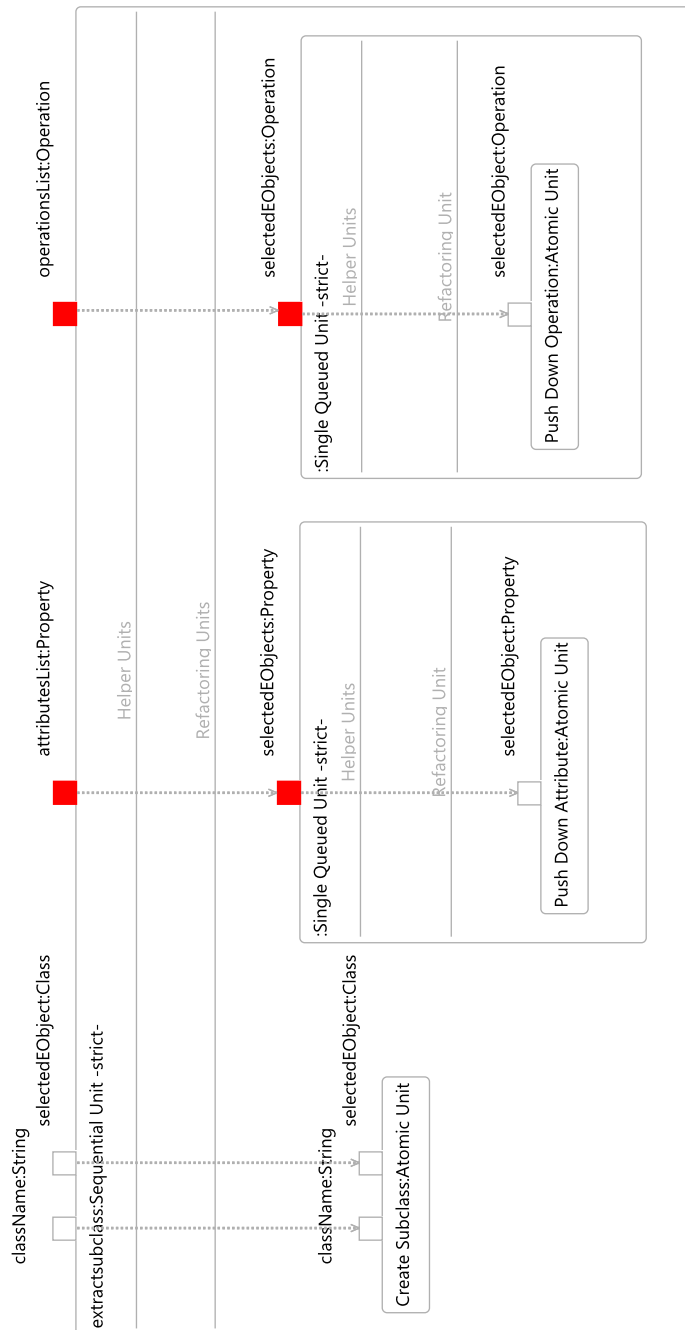 extractsubclass:Sequential Unit -strict-
className:String
selectedEObject:Class
attributesList:Property
operationsList:Operation
Helper Units
Refactoring Units
className:String
selectedEObject:Class
Create Subclass:Atomic Unit
selectedEObjects:Property
:Single Queued Unit -strict-
Helper Units
Refactoring Unit
selectedEObject:Property
Push Down Attribute:Atomic Unit
selectedEObjects:Operation
:Single Queued Unit -strict-
Helper Units
Refactoring Unit
selectedEObject:Operation
Push Down Operation:Atomic Unit